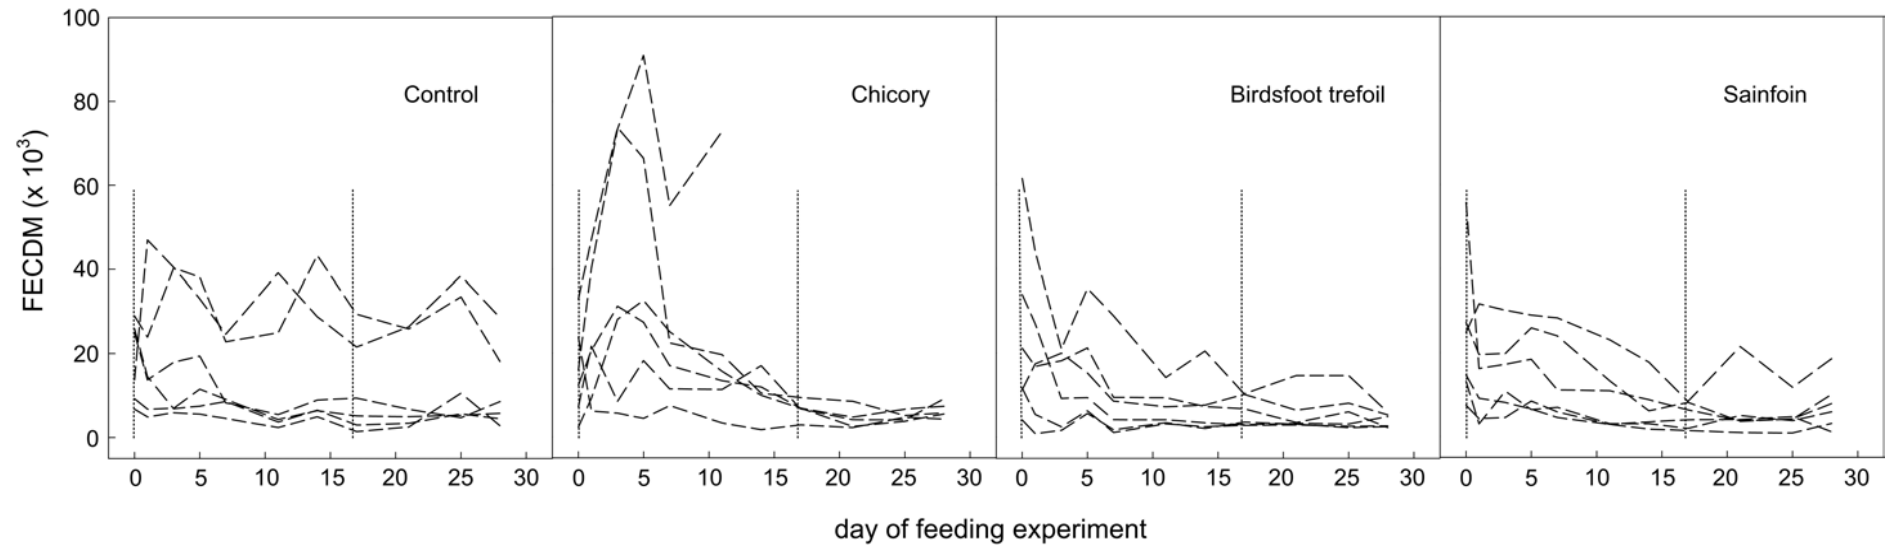 100
80
60
40
20
0
FECDM (x 10³)
Control
Chicory
Birdsfoot trefoil
Sainfoin
0 5 10 15 20 25 30
0 5 10 15 20 25 30
0 5 10 15 20 25 30
0 5 10 15 20 25 30
day of feeding experiment